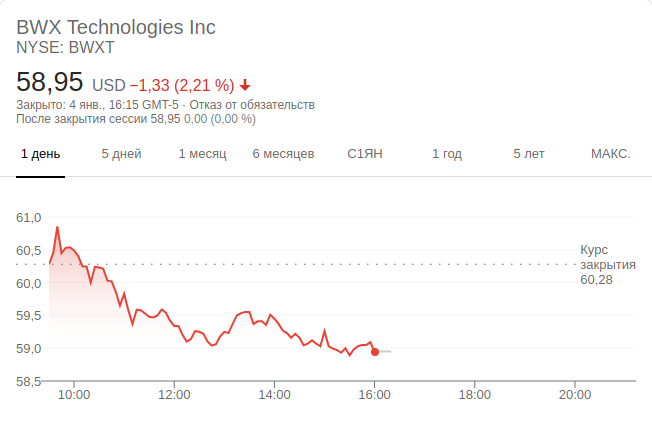 BWX Technologies Inc
NYSE: BWXT
58,95 USD −1,33 (2,21 %)
Закрыто: 4 янв., 16:15 GMT-5 · Отказ от обязательств
После закрытия сессии 58,95 0,00 (0,00 %)
1 день 5 дней 1 месяц 6 месяцев С1ЯН 1 год 5 лет МАКС.
61,0
60,5
60,0
59,5
59,0
58,5
Курс
закрытия
60,28
10:00 12:00 14:00 16:00 18:00 20:00